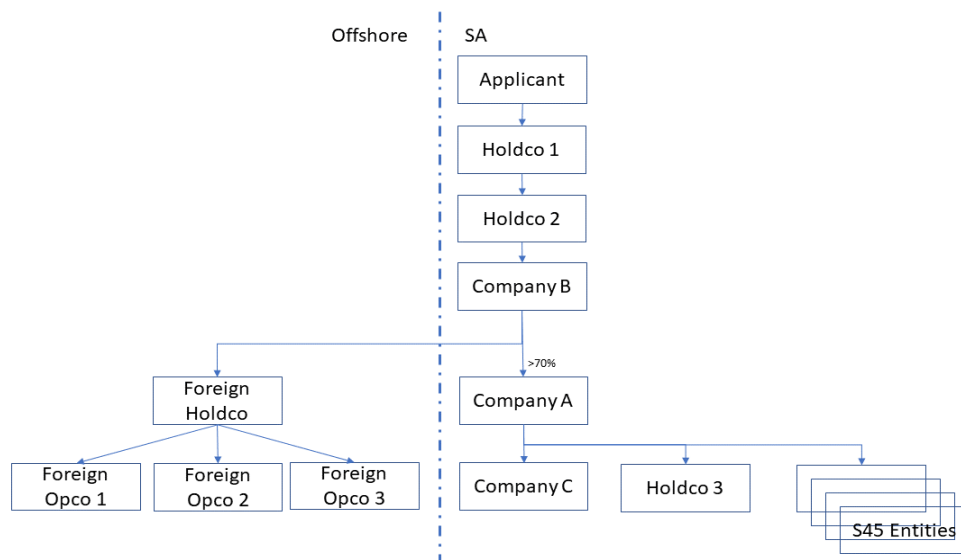 Offshore
SA
Applicant
Holdco 1
Holdco 2
Company B
>70%
Foreign
Holdco
Company A
Foreign
Opco 1
Foreign
Opco 2
Foreign
Opco 3
Company C
Holdco 3
S45 Entities